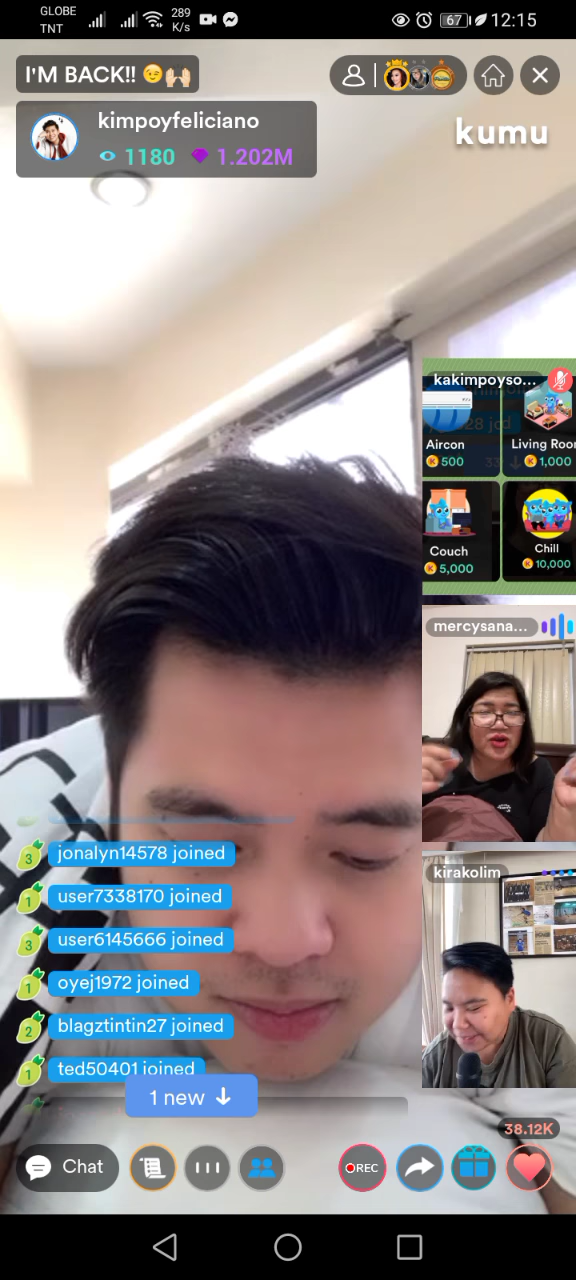 GLOBE
TNT
289
K/s
67
12:15
I'M BACK!! 😉🙌🏻
kimpoyfeliciano
1180
1.202M
kumu
kakimpoyso...
Aircon
500
Living Roon
1,000
Couch
5,000
Chill
10,000
mercysana...
kirakolim
3 jonalyn14578 joined
1 user7338170 joined
3 user6145666 joined
1 oyej1972 joined
2 blagztintin27 joined
1 ted50401 joined
1 new ↓
38.12K
Chat
REC